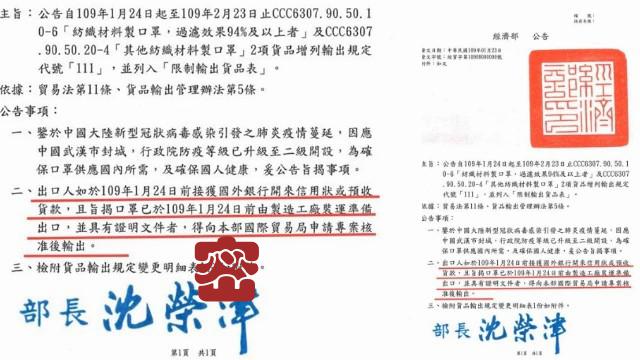 主旨：公告自109年1月24日起至109年2月23日止CCC6307.90.50.1
0-6「紡織材料製口罩，過濾效果94%及以上者」及CCC6307
.90.50.20-4「其他紡織材料製口罩」2項貨品增列輸出規定
代號「111」，並列入「限制輸出貨品表」。
依據：貿易法第11條、貨品輸出管理辦法第5條。
公告事項：
一、鑒於中國大陸新型冠狀病毒感染引發之肺炎疫情蔓延，因應
中國武漢市封城，行政院防疫等級已升級至二級開設，為確
保口罩供應國內所需，及確保國人健康，爰公告旨揭事項。
二、出口人如於109年1月24日前接獲國外銀行開來信用狀或預收
貨款，且旨揭口罩已於109年1月24日前由製造工廠裝運準備
出口，並具有證明文件者，得向本部國際貿易局申請專案核
准後輸出。
三、檢附貨品輸出規定變更明細表
部長 沈榮津
第1頁 共1頁
檔 號：
保存年限：
經濟部 公告
發文日期：中華民國109年01月23日
附件：如文
主旨：公告自109年1月24日起至109年2月23日止CCC6307.90.50.1
0-6「紡織材料製口罩，過濾效果94%及以上者」及CCC6307
.90.50.20-4「其他紡織材料製口罩」2項貨品增列輸出規定
代號「111」，並列入「限制輸出貨品表」。
依據：貿易法第11條、貨品輸出管理辦法第5條。
公告事項：
一、鑒於中國大陸新型冠狀病毒感染引發之肺炎疫情蔓延，因應
中國武漢市封城，行政院防疫等級已升級至二級開設，為確
保口罩供應國內所需，及確保國人健康，爰公告旨揭事項。
二、出口人如於109年1月24日前接獲國外銀行開來信用狀或預收
貨款，且旨揭口罩已於109年1月24日前由製造工廠裝運準備
出口，並具有證明文件者，得向本部國際貿易局申請專案核
准後輸出。
三、檢附貨品輸出規定變更明細表1份如附件。
部長 沈榮津
第1頁 共1頁